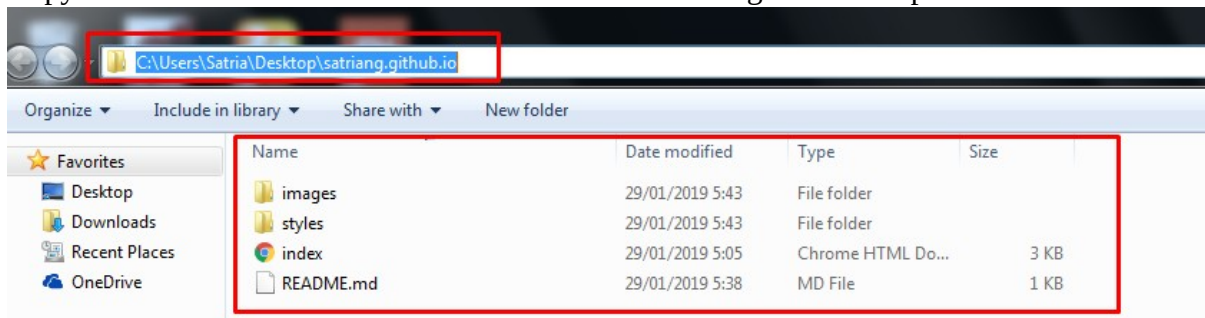 C:\Users\Satria\Desktop\satriang.github.io
Organize Include in library Share with New folder
Favorites
Desktop
Downloads
Recent Places
OneDrive
Name Date modified Type Size
images 29/01/2019 5:43 File folder
styles 29/01/2019 5:43 File folder
index 29/01/2019 5:05 Chrome HTML Do... 3 KB
README.md 29/01/2019 5:38 MD File 1 KB